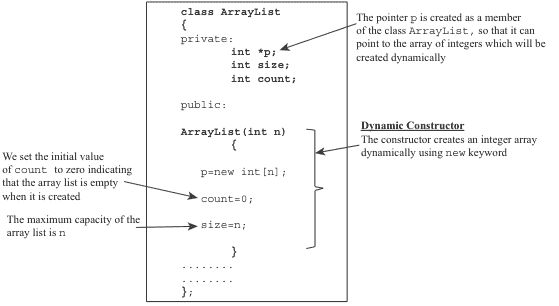 class ArrayList
{
private:
int *p;
int size;
int count;
public:
ArrayList(int n)
{
p=new int[n];
count=0;
size=n;
}
........
........
};
The pointer p is created as a member
of the class ArrayList, so that it can
point to the array of integers which will be
created dynamically
Dynamic Constructor
The constructor creates an integer array
dynamically using new keyword
We set the initial value
of count to zero indicating
that the array list is empty
when it is created
The maximum capacity of the
array list is n